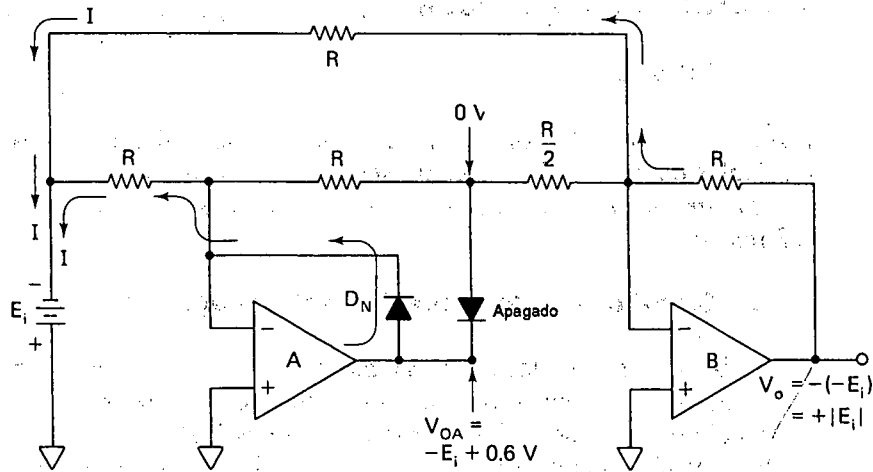 I
R
0 V
R/2
R
R
R
I
I
-
E_i
+
D_N
Apagado
-
A
+
-
B
+
V_OA =
-E_i + 0.6 V
V_o = -(-E_i)
= +|E_i|